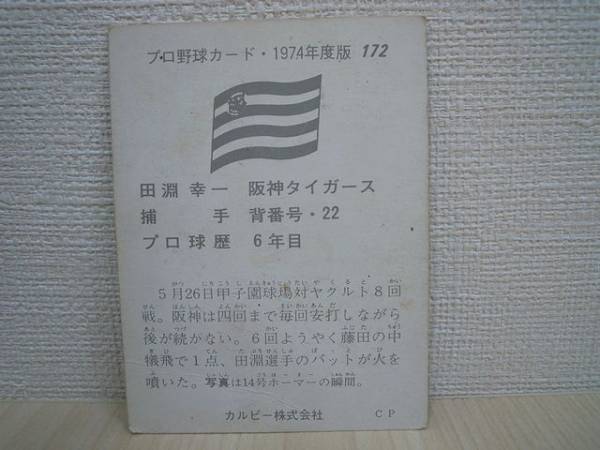 プロ野球カード・1974年度版 172
田淵 幸一 阪神タイガース
捕手 背番号・22
プロ球歴 6年目
5月26日甲子園球場対ヤクルト8回
戦。阪神は四回まで毎回安打しながら
後が続かない。6回ようやく藤田の中
犠飛で1点、田淵選手のバットが火を
噴いた。写真は14号ホーマーの瞬間。
カルビー株式会社 CP